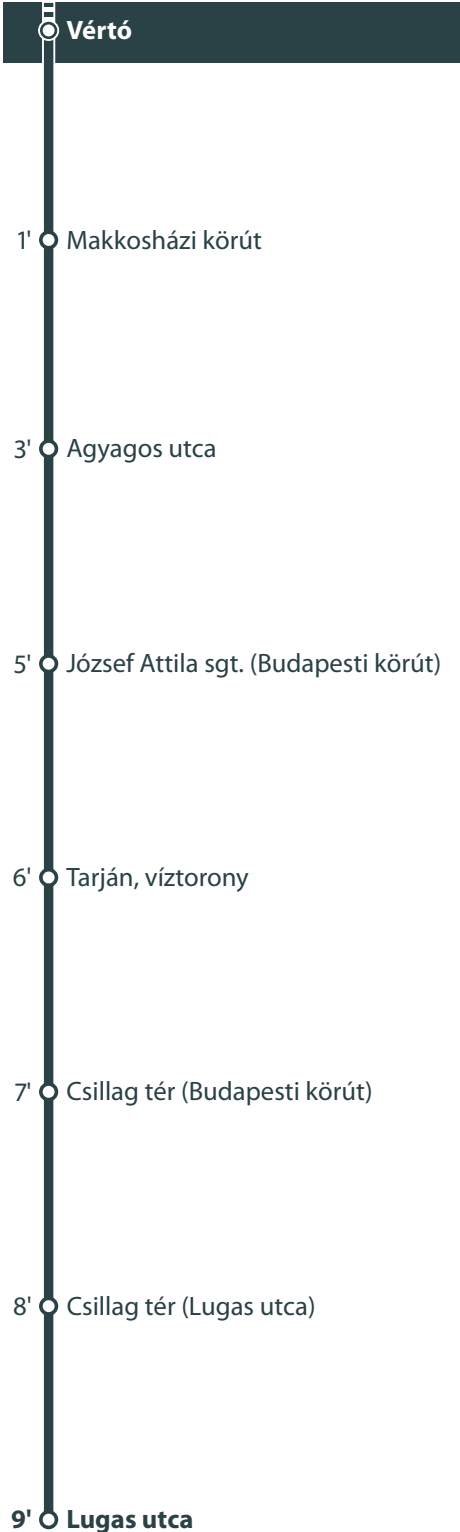 Vértó
1' Makkosházi körút
3' Agyagos utca
5' József Attila sgt. (Budapesti körút)
6' Tarján, víztorony
7' Csillag tér (Budapesti körút)
8' Csillag tér (Lugas utca)
9' Lugas utca